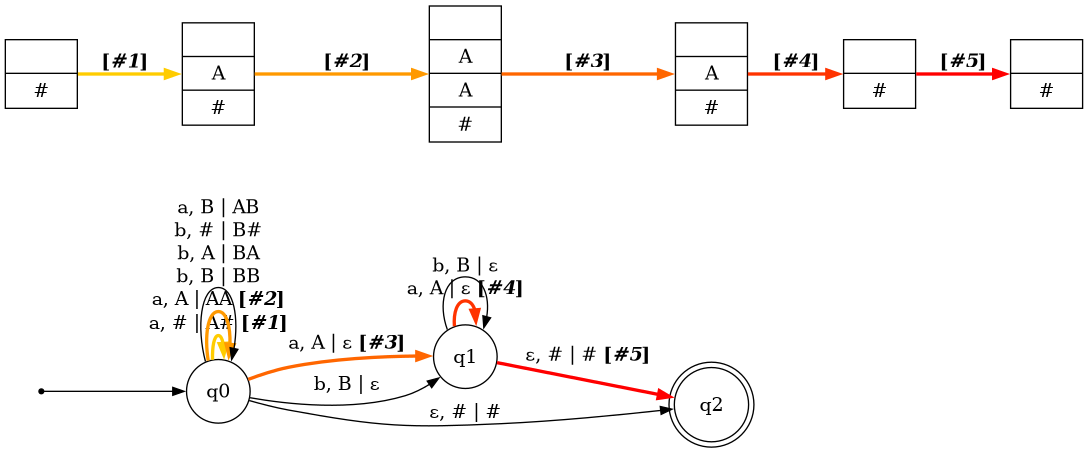 [#1]
[#2]
[#3]
[#4]
[#5]
#
A
#
A
A
#
A
#
#
#
a, B | AB
b, # | B#
b, A | BA
b, B | BB
a, A | AA [#2]
a, # | A# [#1]
b, B | ε
a, A | ε [#4]
a, A | ε [#3]
b, B | ε
ε, # | # [#5]
ε, # | #
q0
q1
q2